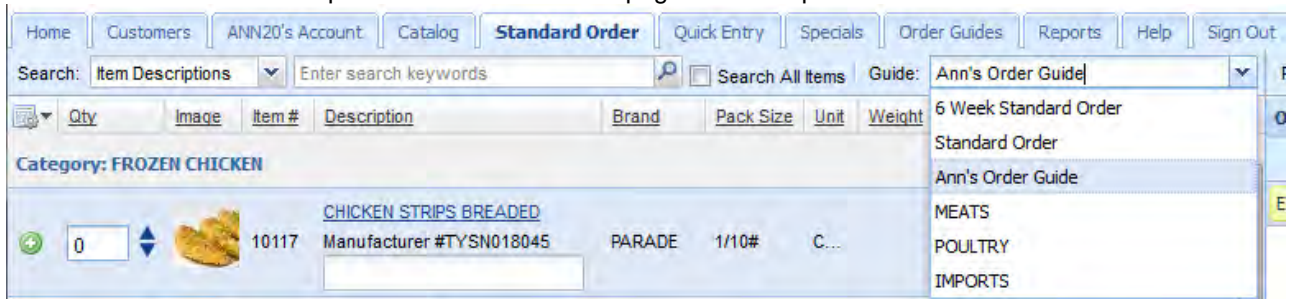 Home Customers ANN20's Account Catalog Standard Order Quick Entry Specials Order Guides Reports Help Sign Out
Search: Item Descriptions Enter search keywords Search All Items Guide: Ann's Order Guide
Qty Image Item # Description Brand Pack Size Unit Weight
6 Week Standard Order
Standard Order
Ann's Order Guide
MEATS
POULTRY
IMPORTS
Category: FROZEN CHICKEN
CHICKEN STRIPS BREADED
0 10117 Manufacturer #TYSN018045 PARADE 1/10# C...